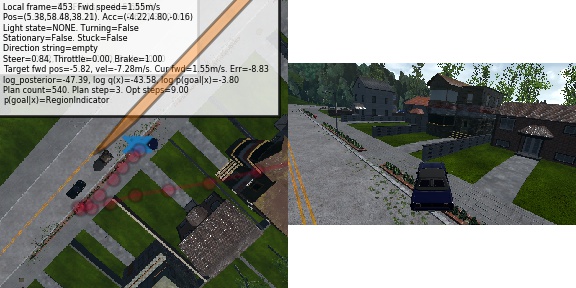 Local frame=453. Fwd speed=1.55m/s
Pos=(5.38,58.48,38.21). Acc=(-4.22,4.80,-0.16)
Light state=NONE. Turning=False
Stationary=False. Stuck=False
Direction string=empty
Steer=0.84, Throttle=0.00, Brake=1.00
Target fwd pos=-5.82, vel=-7.28m/s. Cur fwd=1.55m/s. Err=-8.83
log_posterior=-47.39, log q(x)=-43.58, log p(goal|x)=-3.80
Plan count=540. Plan step=3. Opt steps=9.00
p(goal|x)=RegionIndicator